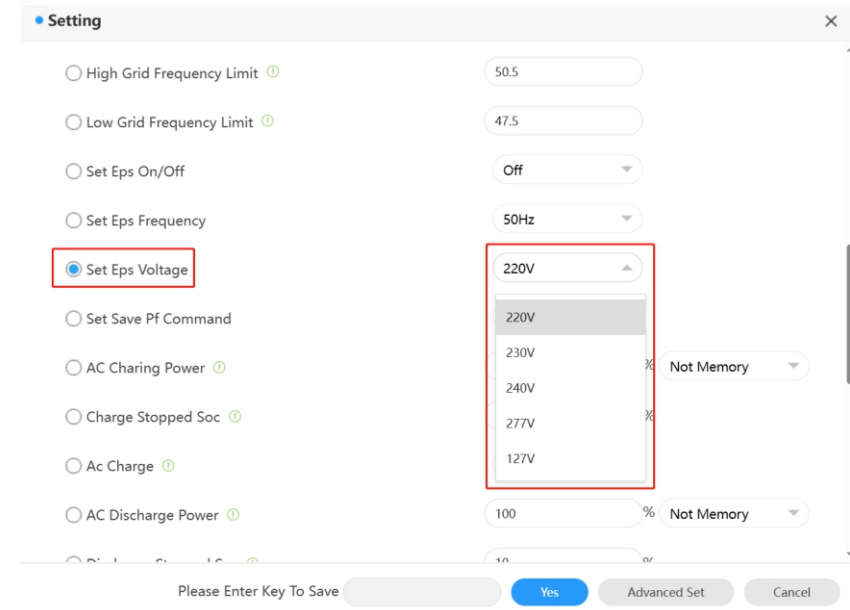 Setting
High Grid Frequency Limit 50.5
Low Grid Frequency Limit 47.5
Set Eps On/Off Off
Set Eps Frequency 50Hz
Set Eps Voltage 220V
220V
Set Save Pf Command
230V
AC Charing Power % Not Memory
240V
Charge Stopped Soc %
277V
127V
Ac Charge
AC Discharge Power 100 % Not Memory
Please Enter Key To Save Yes Advanced Set Cancel